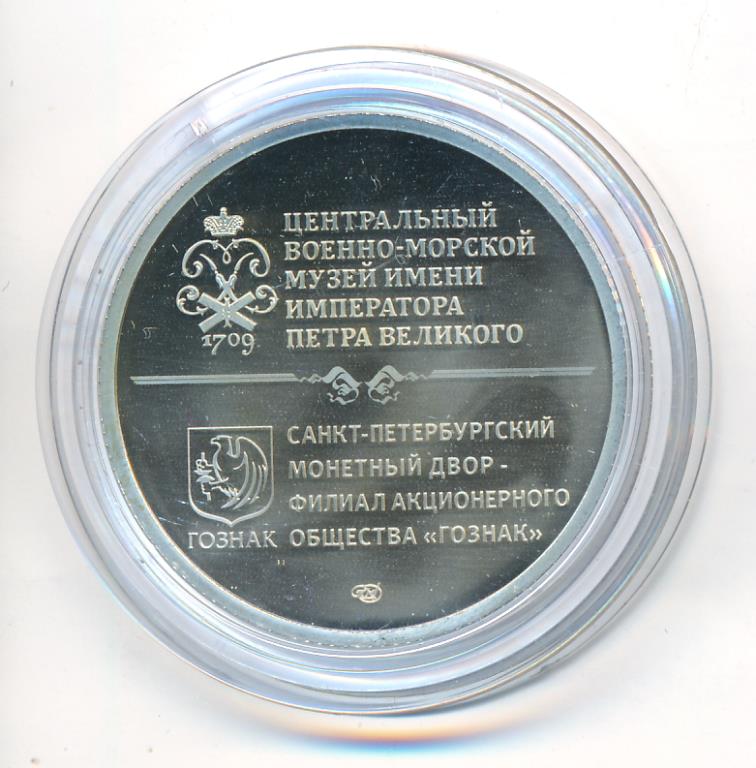 ЦЕНТРАЛЬНЫЙ
ВОЕННО-МОРСКОЙ
МУЗЕЙ ИМЕНИ
ИМПЕРАТОРА
ПЕТРА ВЕЛИКОГО
1709
САНКТ-ПЕТЕРБУРГСКИЙ
МОНЕТНЫЙ ДВОР -
ФИЛИАЛ АКЦИОНЕРНОГО
ОБЩЕСТВА «ГОЗНАК»
ГОЗНАК